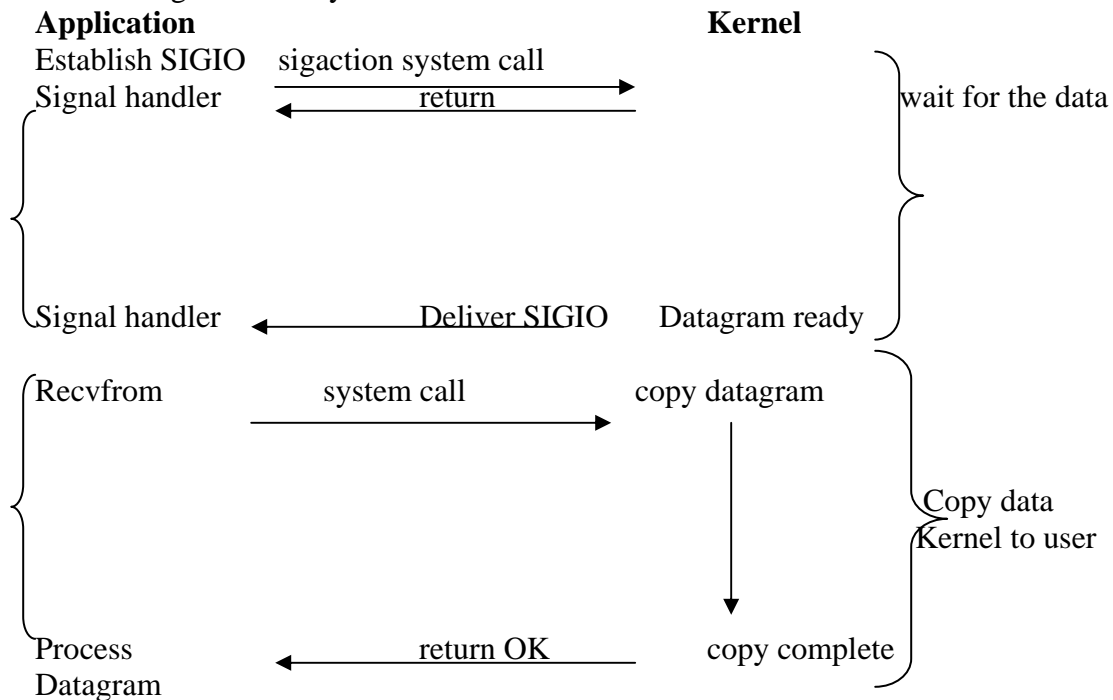 Application Kernel
Establish SIGIO sigaction system call
Signal handler return wait for the data
Signal handler Deliver SIGIO Datagram ready
Recvfrom system call copy datagram
Copy data
Kernel to user
Process return OK copy complete
Datagram